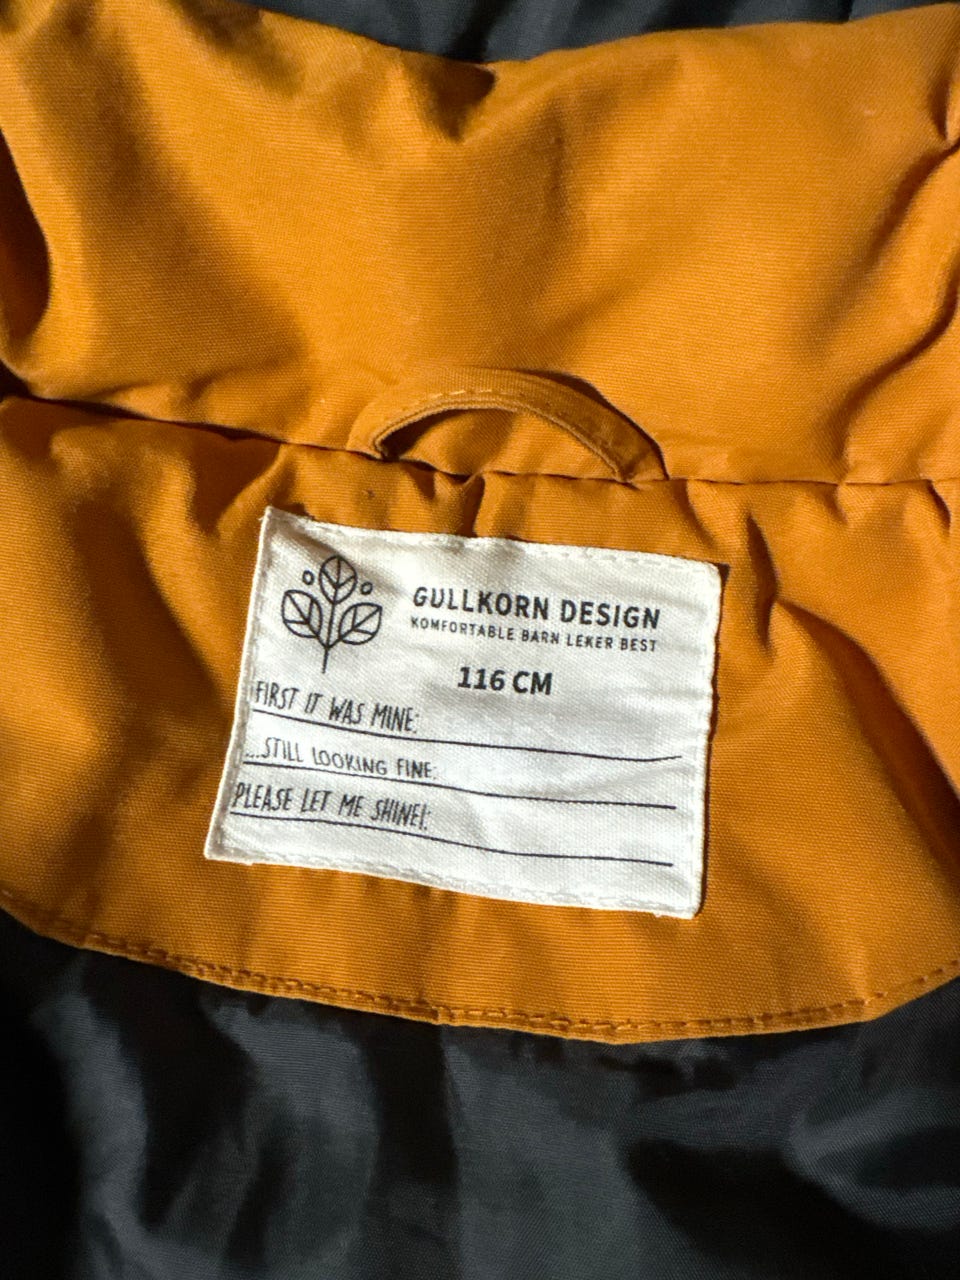 GULLKORN DESIGN
KOMFORTABLE BARN LEKER BEST
116 CM
FIRST IT WAS MINE:
...STILL LOOKING FINE:
PLEASE LET ME SHINE!: